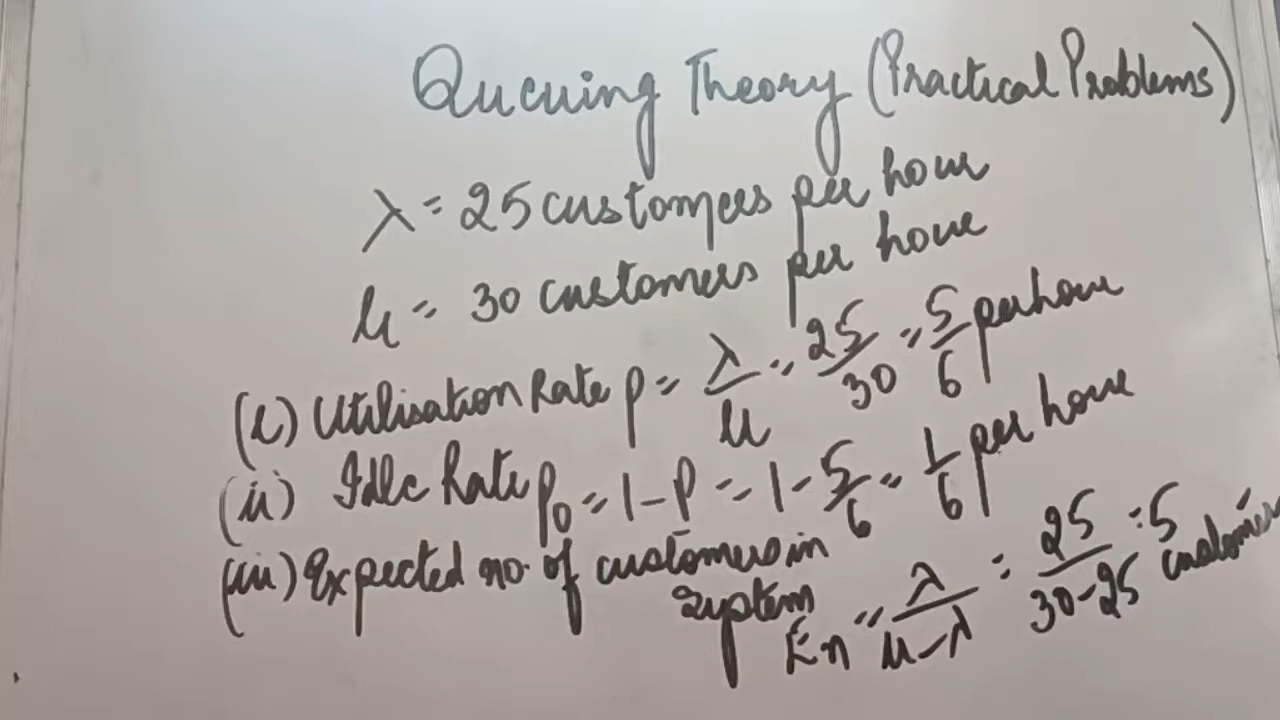 Queuing Theory (Practical Problems)
λ = 25 customers per hour
μ = 30 customers per hour
(i) Utilisation Rate ρ = λ/μ = 25/30 = 5/6 per hour
(ii) Idle Rate ρ₀ = 1 - ρ = 1 - 5/6 = 1/6 per hour
(iii) Expected no. of customers in system
En = λ/μ-λ = 25/30-25 = 5 customers